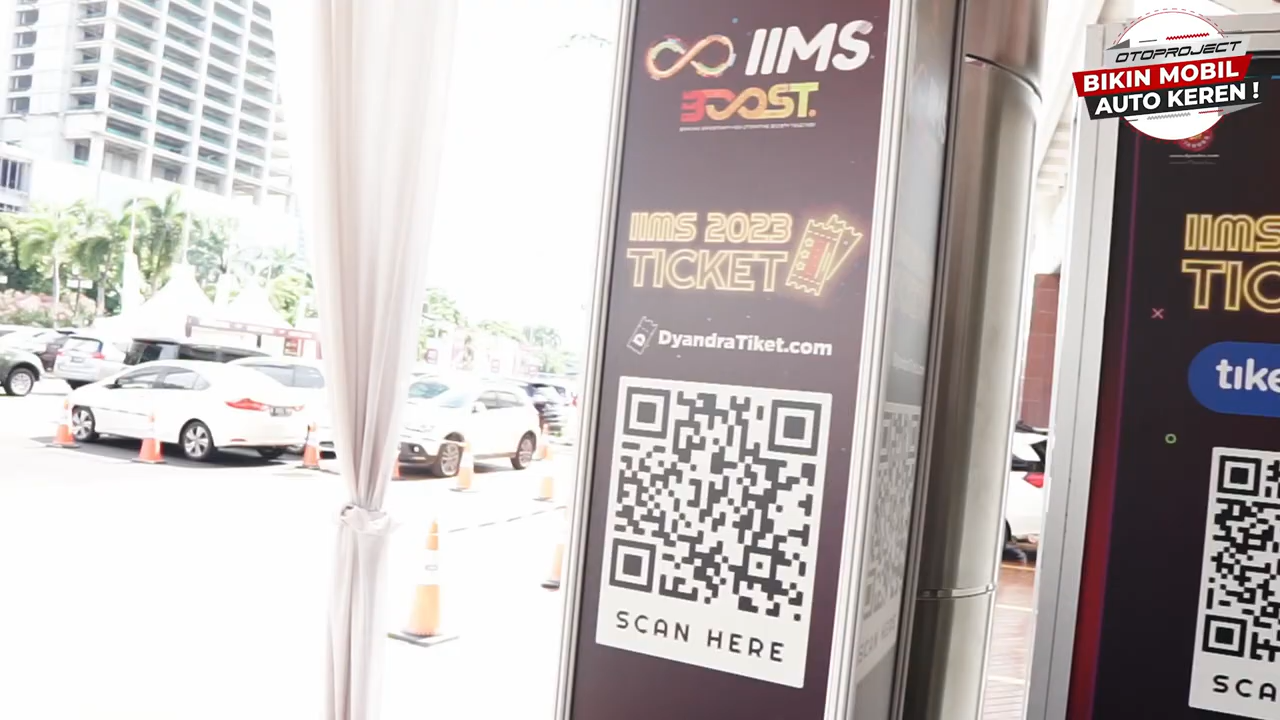 IIMS
BOOST.
IIMS 2023
TICKET
DyandraTiket.com
SCAN HERE
OTOPROJECT
BIKIN MOBIL
AUTO KEREN !
IIMS
TIC
tike
SCA